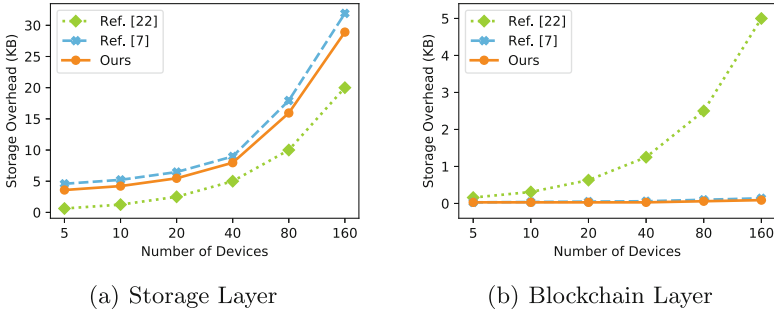 Ref. [22]
Ref. [7]
Ours
Storage Overhead (KB)
30
25
20
15
10
5
0
5 10 20 40 80 160
Number of Devices
(a) Storage Layer
Ref. [22]
Ref. [7]
Ours
Storage Overhead (KB)
5
4
3
2
1
0
5 10 20 40 80 160
Number of Devices
(b) Blockchain Layer